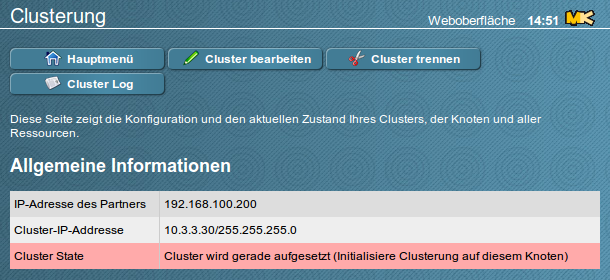 Clusterung
Weboberfläche 14:51 MK
Hauptmenü Cluster bearbeiten Cluster trennen
Cluster Log
Diese Seite zeigt die Konfiguration und den aktuellen Zustand Ihres Clusters, der Knoten und aller
Ressourcen.
Allgemeine Informationen
IP-Adresse des Partners 192.168.100.200
Cluster-IP-Addresse 10.3.3.30/255.255.255.0
Cluster State Cluster wird gerade aufgesetzt (Initialisiere Clusterung auf diesem Knoten)